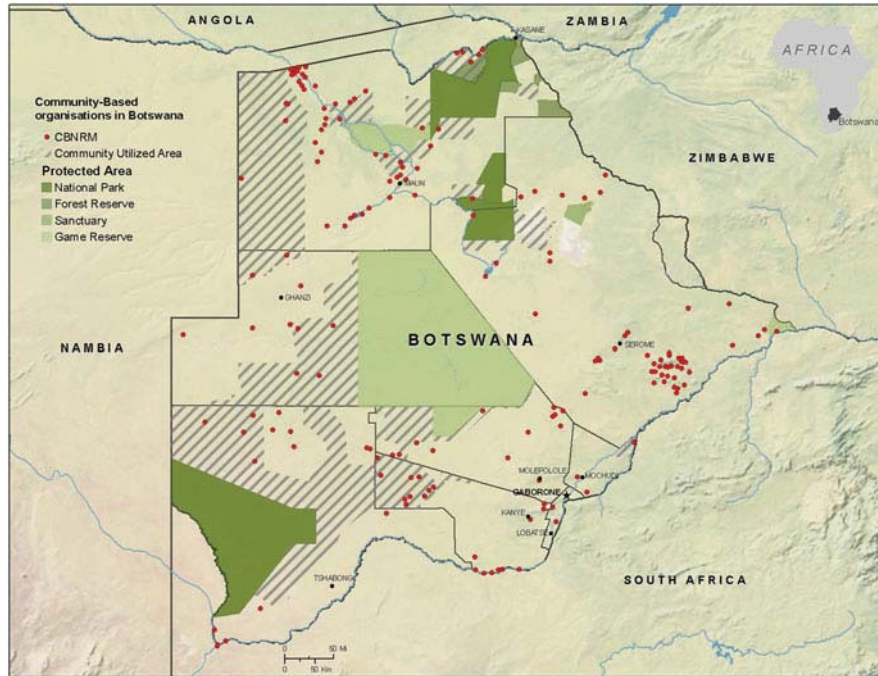 ANGOLA
ZAMBIA
KASANE
AFRICA
Botswana
Community-Based
organisations in Botswana
CBNRM
Community Utilized Area
Protected Area
National Park
Forest Reserve
Sanctuary
Game Reserve
ZIMBABWE
MAUN
GHANZI
NAMBIA
BOTSWANA
SEROME
MOLEPOLOLE
MOCHUDI
GABORONE
KANYE
LOBATSE
TSHABONG
SOUTH AFRICA
0 50 Mi
0 50 Km